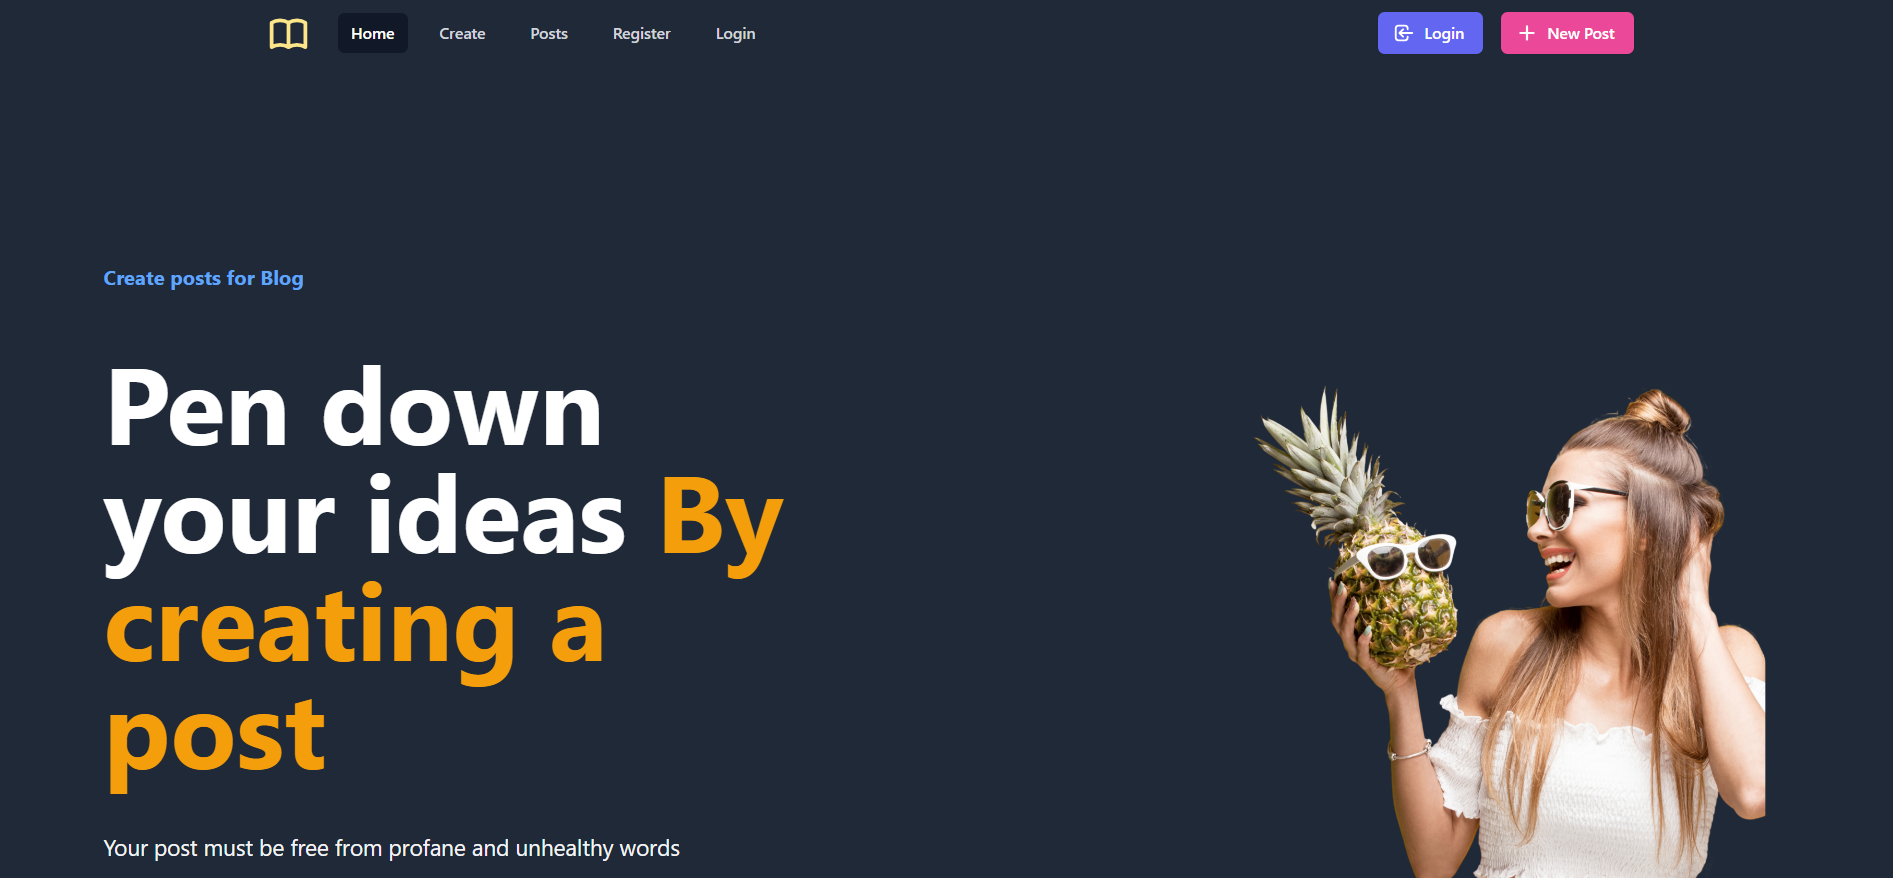 Home Create Posts Register Login Login New Post
Create posts for Blog
Pen down
your ideas By
creating a
post
Your post must be free from profane and unhealthy words